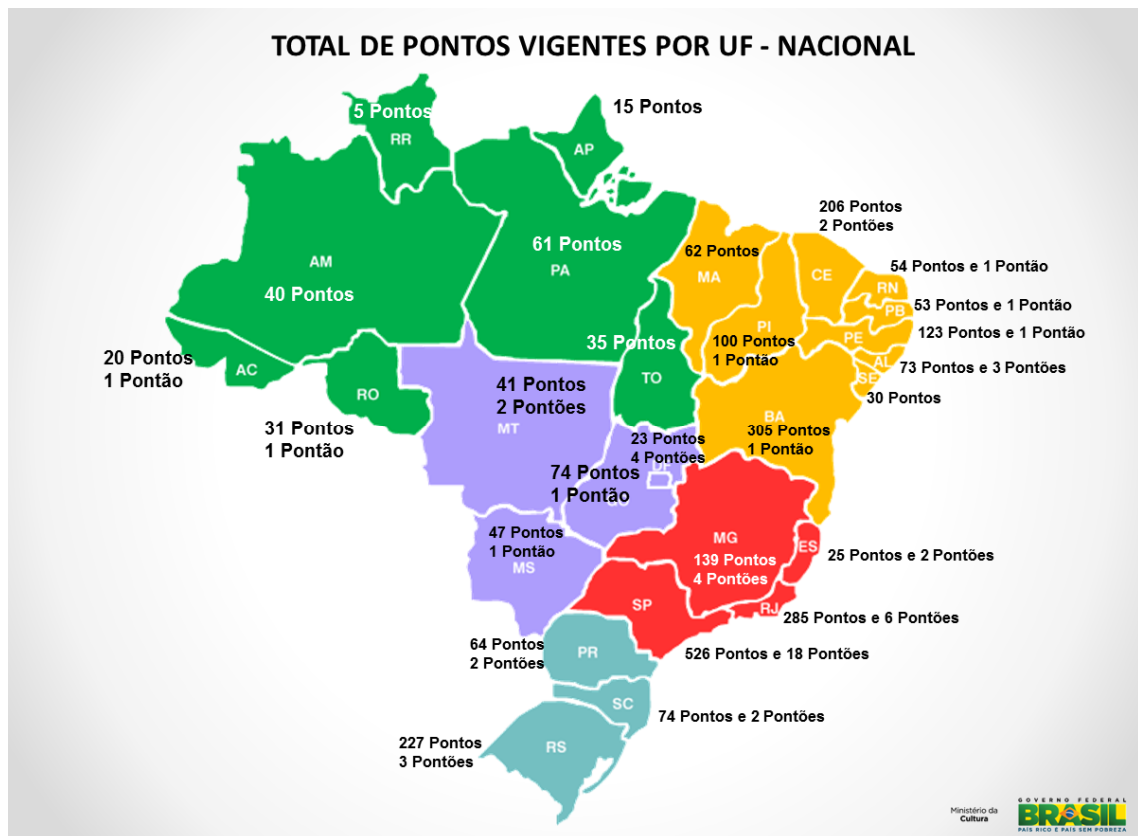 TOTAL DE PONTOS VIGENTES POR UF - NACIONAL
5 Pontos
RR
15 Pontos
AP
206 Pontos
2 Pontões
61 Pontos
PA
62 Pontos
MA
CE
AM
40 Pontos
54 Pontos e 1 Pontão
RN
53 Pontos e 1 Pontão
PB
PI
100 Pontos
1 Pontão
123 Pontos e 1 Pontão
PE
AL
73 Pontos e 3 Pontões
SE
30 Pontos
35 Pontos
TO
20 Pontos
1 Pontão
AC
RO
31 Pontos
1 Pontão
41 Pontos
2 Pontões
MT
BA
305 Pontos
1 Pontão
23 Pontos
4 Pontões
DF
74 Pontos
1 Pontão
GO
47 Pontos
1 Pontão
MS
MG
139 Pontos
4 Pontões
ES
25 Pontos e 2 Pontões
SP
RJ
285 Pontos e 6 Pontões
526 Pontos e 18 Pontões
64 Pontos
2 Pontões
PR
SC
74 Pontos e 2 Pontões
227 Pontos
3 Pontões
RS
Ministério da
Cultura
GOVERNO FEDERAL
BRASIL
PAÍS RICO É PAÍS SEM POBREZA